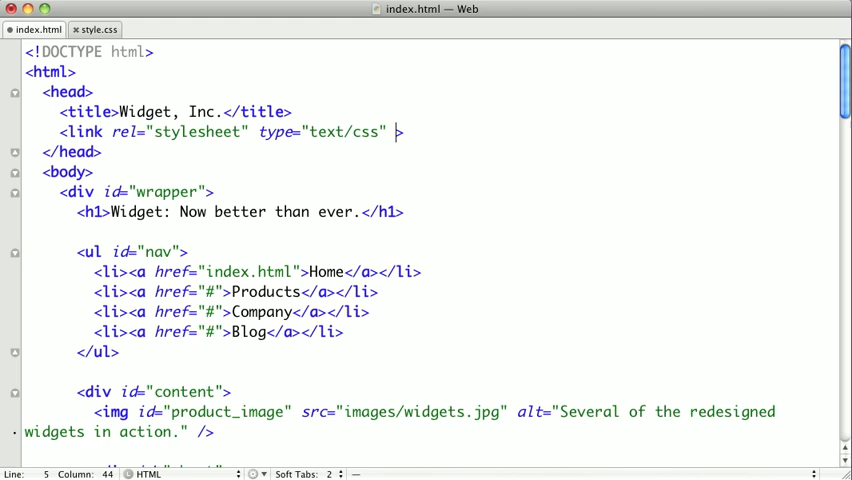 index.html — Web
index.html
style.css
<!DOCTYPE html>
<html>
<head>
<title>Widget, Inc.</title>
<link rel="stylesheet" type="text/css" >
</head>
<body>
<div id="wrapper">
<h1>Widget: Now better than ever.</h1>
<ul id="nav">
<li><a href="index.html">Home</a></li>
<li><a href="#">Products</a></li>
<li><a href="#">Company</a></li>
<li><a href="#">Blog</a></li>
</ul>
<div id="content">
<img id="product_image" src="images/widgets.jpg" alt="Several of the redesigned
widgets in action." />
Line: 5 Column: 44 HTML Soft Tabs: 2 —